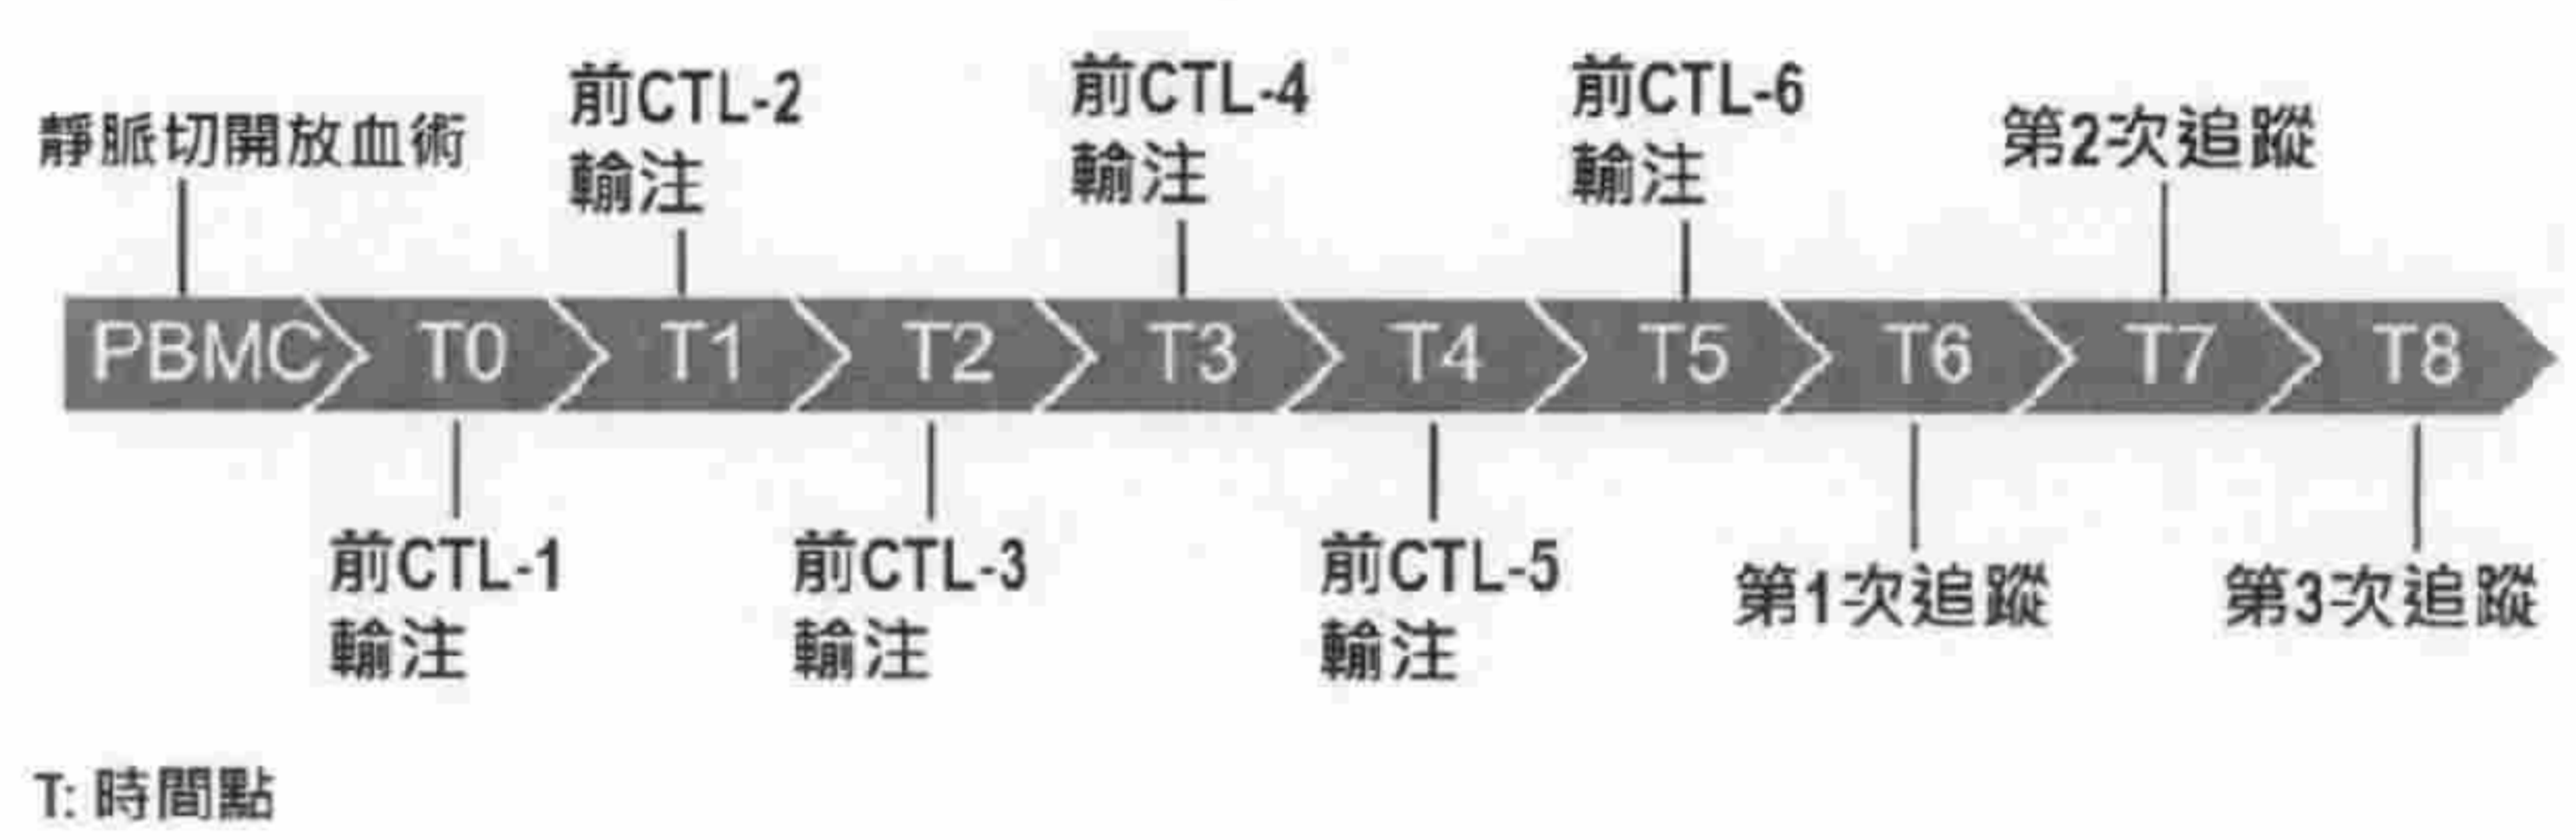 靜脈切開放血術
前CTL-2
輸注
前CTL-4
輸注
前CTL-6
輸注
第2次追蹤
PBMC T0 T1 T2 T3 T4 T5 T6 T7 T8
前CTL-1
輸注
前CTL-3
輸注
前CTL-5
輸注
第1次追蹤
第3次追蹤
T: 時間點